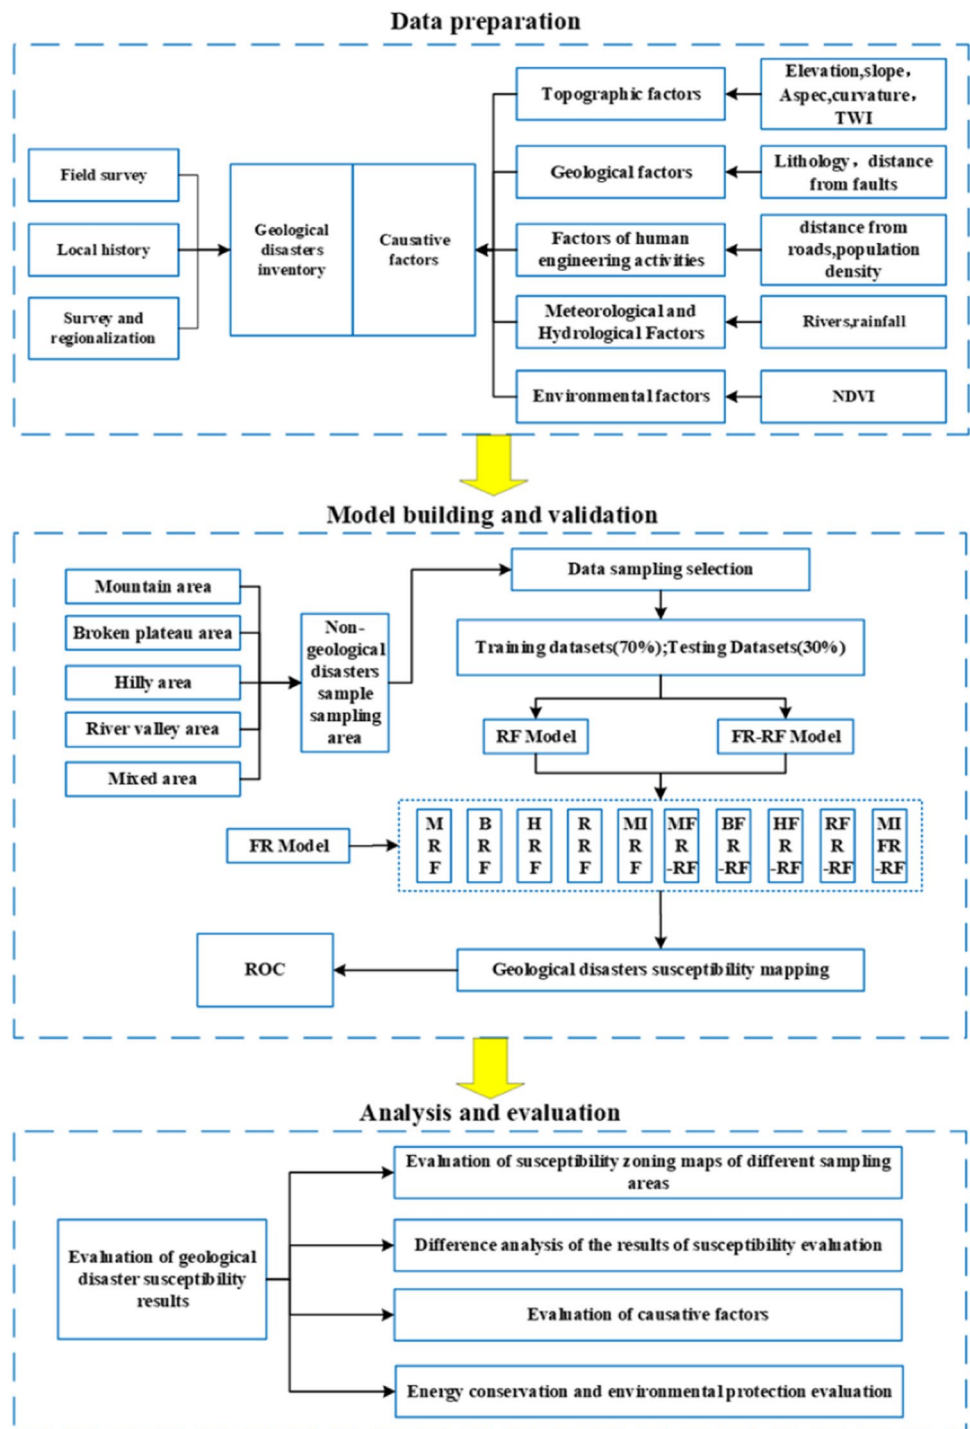 Data preparation
Field survey
Local history
Survey and
regionalization
Geological
disasters
inventory
Causative
factors
Topographic factors
Geological factors
Factors of human
engineering activities
Meteorological and
Hydrological Factors
Environmental factors
Elevation,slope，
Aspec,curvature，
TWI
Lithology，distance
from faults
distance from
roads,population
density
Rivers,rainfall
NDVI
Model building and validation
Mountain area
Broken plateau area
Hilly area
River valley area
Mixed area
Non-
geological
disasters
sample
sampling
area
Data sampling selection
Training datasets(70%);Testing Datasets(30%)
RF Model
FR-RF Model
FR Model
M
R
F
B
R
F
H
R
F
R
R
F
MI
R
F
MF
R
-RF
BF
R
-RF
HF
R
-RF
RF
R
-RF
MI
FR
-RF
Geological disasters susceptibility mapping
ROC
Analysis and evaluation
Evaluation of geological
disaster susceptibility
results
Evaluation of susceptibility zoning maps of different sampling
areas
Difference analysis of the results of susceptibility evaluation
Evaluation of causative factors
Energy conservation and environmental protection evaluation